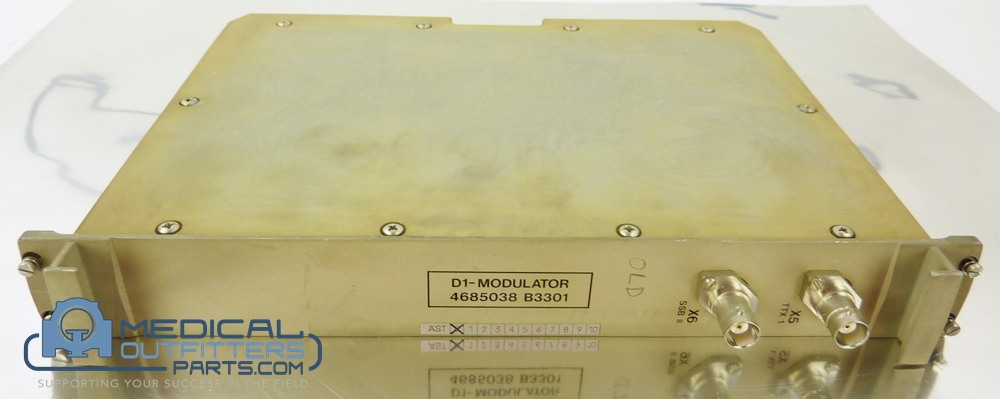 D1-MODULATOR
4685038 B3301
OLD
X6
SSB II
X5
TTX 1
AST X 1 2 3 4 5 6 7 8 9 10
MEDICAL
OUTFITTERS
PARTS.COM
SUPPORTING YOUR SUCCESS IN THE FIELD